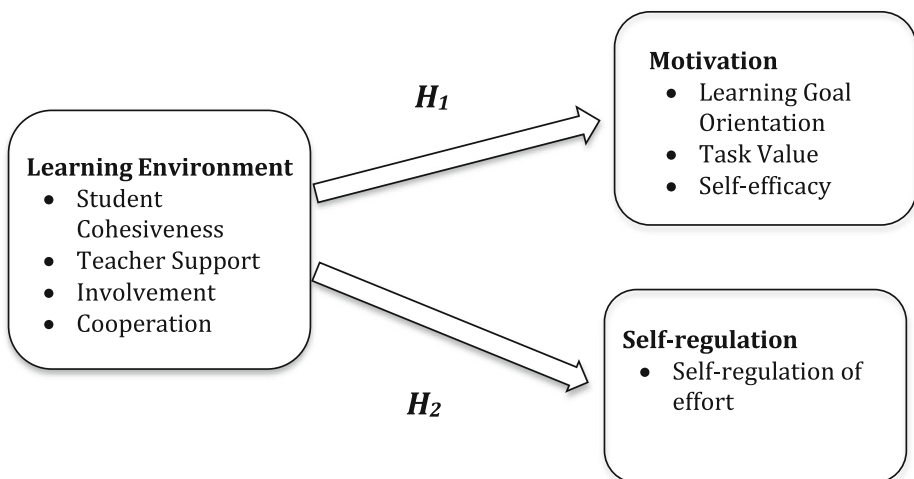 H1
Motivation
• Learning Goal
Orientation
• Task Value
• Self-efficacy
Learning Environment
• Student
Cohesiveness
• Teacher Support
• Involvement
• Cooperation
Self-regulation
• Self-regulation of
effort
H2